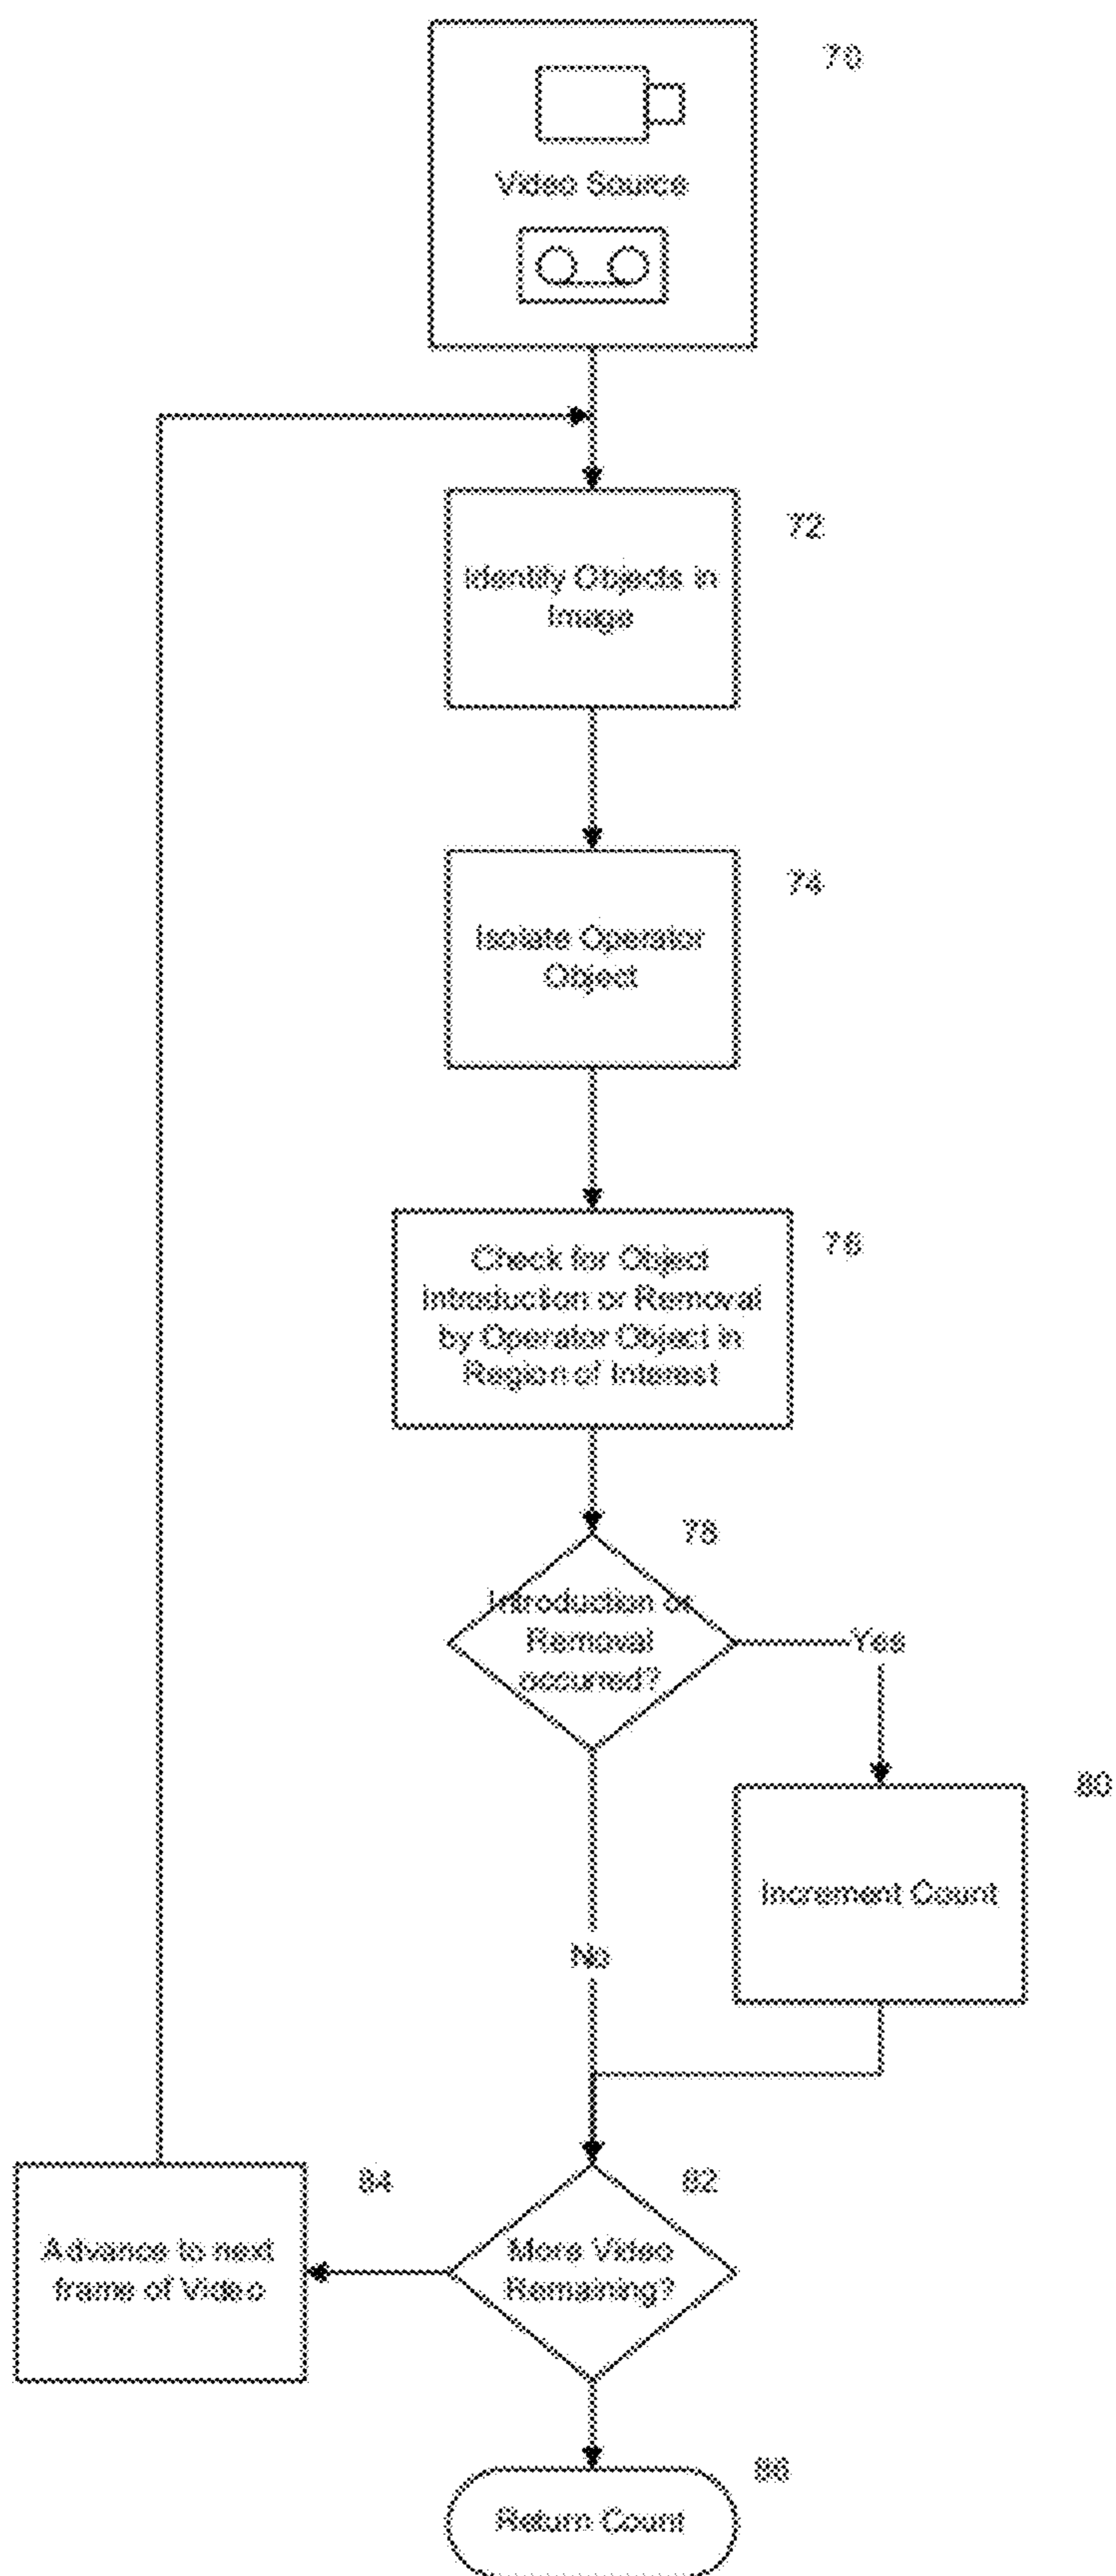 70
Video Source
72
Identify Objects in
Image
74
Isolate Operator
Object
76
Check for Object
Introduction or Removal
by Operator Object in
Region of Interest
78
Introduction or
Removal
occurred?
Yes
80
Increment Count
No
84
82
Advance to next
frame of Video
More Video
Remaining?
86
Return Count